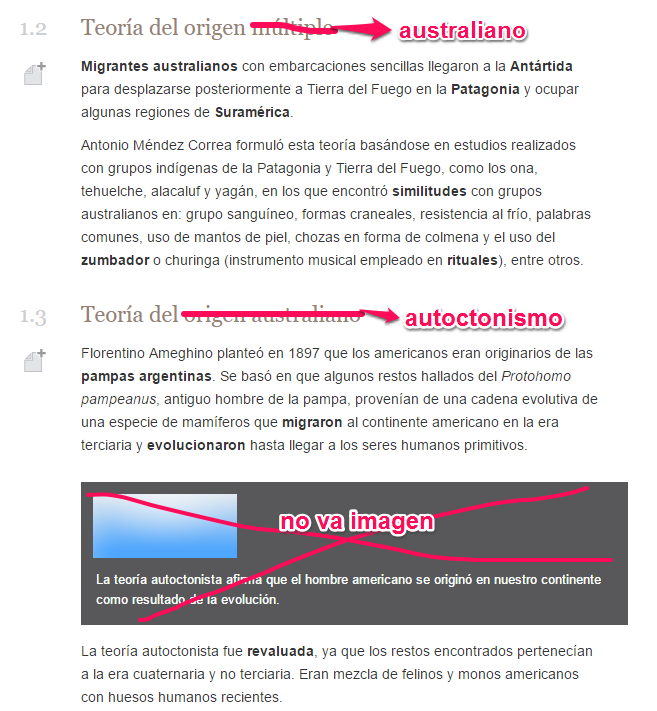 1.2 Teoría del origen múltiple australiano
Migrantes australianos con embarcaciones sencillas llegaron a la Antártida
para desplazarse posteriormente a Tierra del Fuego en la Patagonia y ocupar
algunas regiones de Suramérica.
Antonio Méndez Correa formuló esta teoría basándose en estudios realizados
con grupos indígenas de la Patagonia y Tierra del Fuego, como los ona,
tehuelche, alacaluf y yagán, en los que encontró similitudes con grupos
australianos en: grupo sanguíneo, formas craneales, resistencia al frío, palabras
comunes, uso de mantos de piel, chozas en forma de colmena y el uso del
zumbador o churinga (instrumento musical empleado en rituales), entre otros.
1.3 Teoría del origen australiano autoctonismo
Florentino Ameghino planteó en 1897 que los americanos eran originarios de las
pampas argentinas. Se basó en que algunos restos hallados del Protohomo
pampeanus, antiguo hombre de la pampa, provenían de una cadena evolutiva de
una especie de mamíferos que migraron al continente americano en la era
terciaria y evolucionaron hasta llegar a los seres humanos primitivos.
no va imagen
La teoría autoctonista afirma que el hombre americano se originó en nuestro continente
como resultado de la evolución.
La teoría autoctonista fue revaluada, ya que los restos encontrados pertenecían
a la era cuaternaria y no terciaria. Eran mezcla de felinos y monos americanos
con huesos humanos recientes.